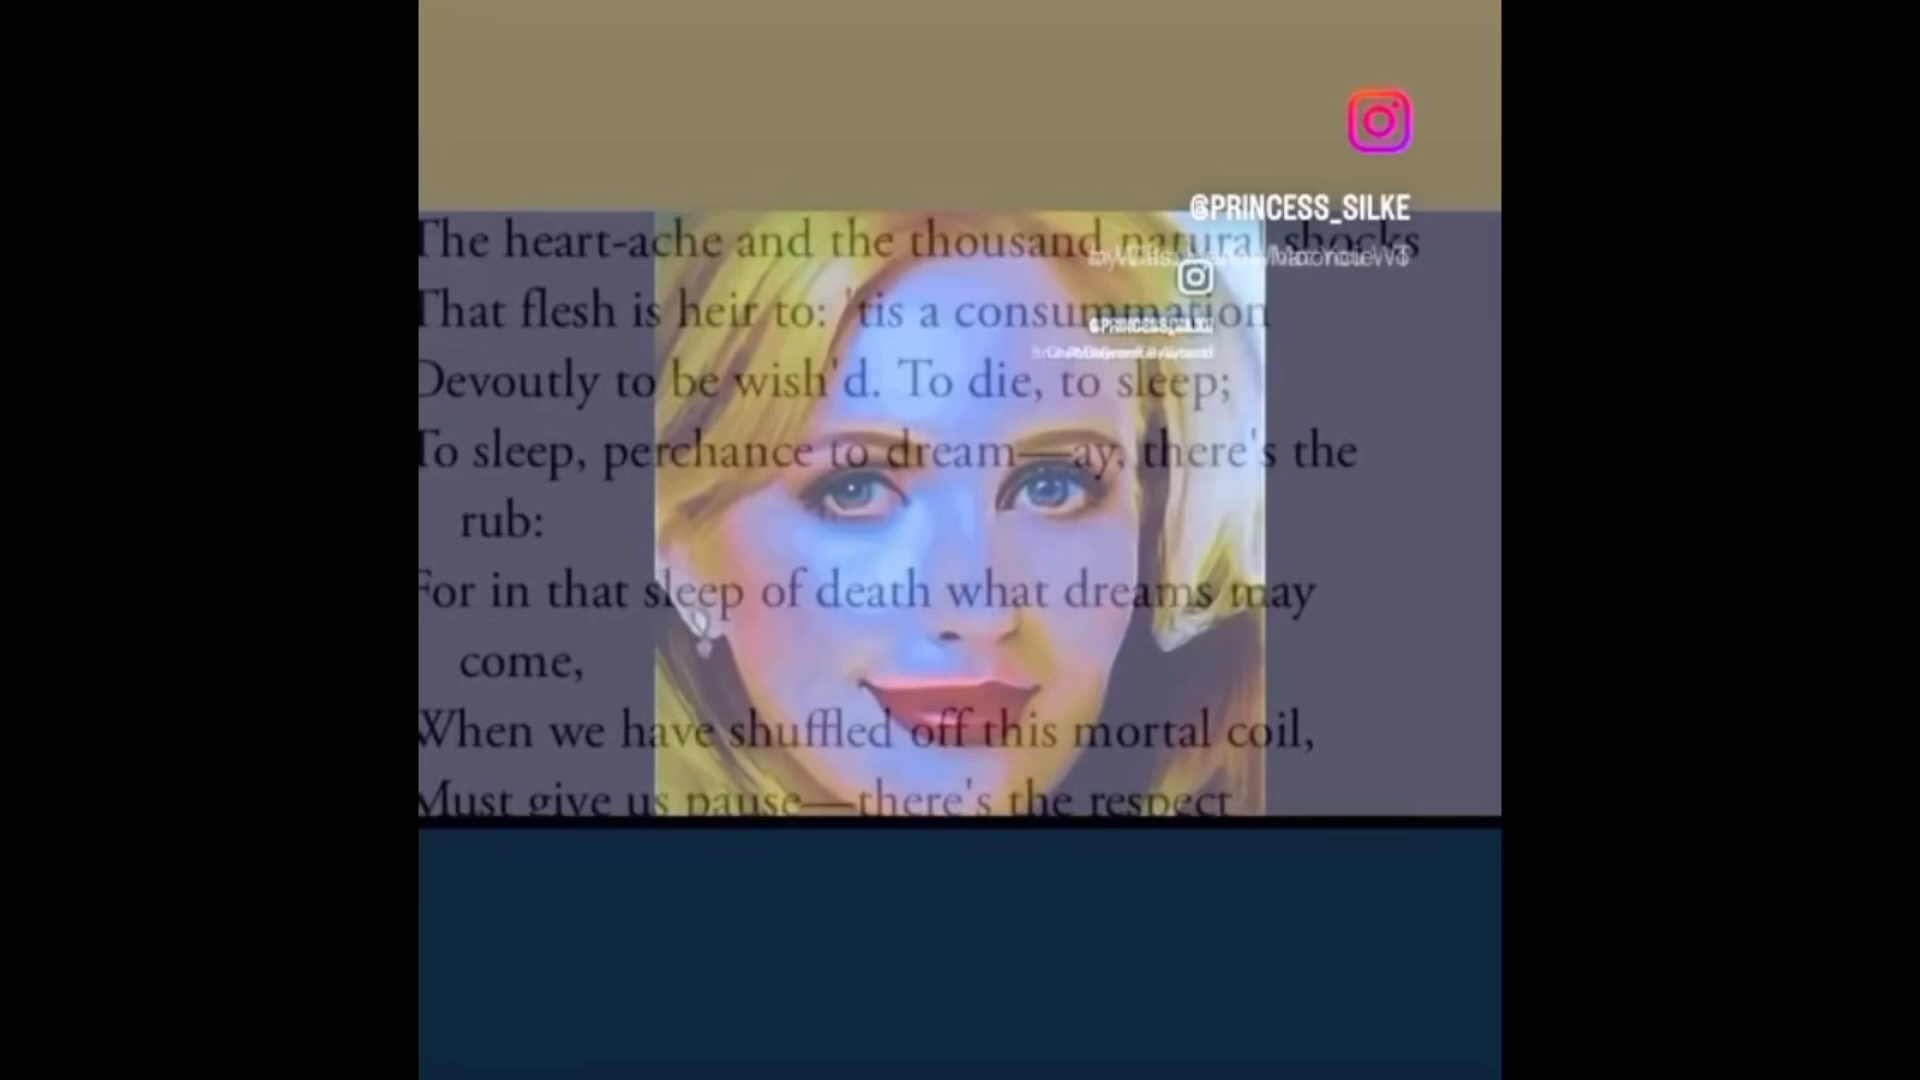 @PRINCESS_SILKE
The heart-ache and the thousand natural shocks
That flesh is heir to: 'tis a consummation
Devoutly to be wish'd. To die, to sleep;
To sleep, perchance to dream—ay, there's the
rub:
For in that sleep of death what dreams may
come,
When we have shuffled off this mortal coil,
Must give us pause—there's the respect